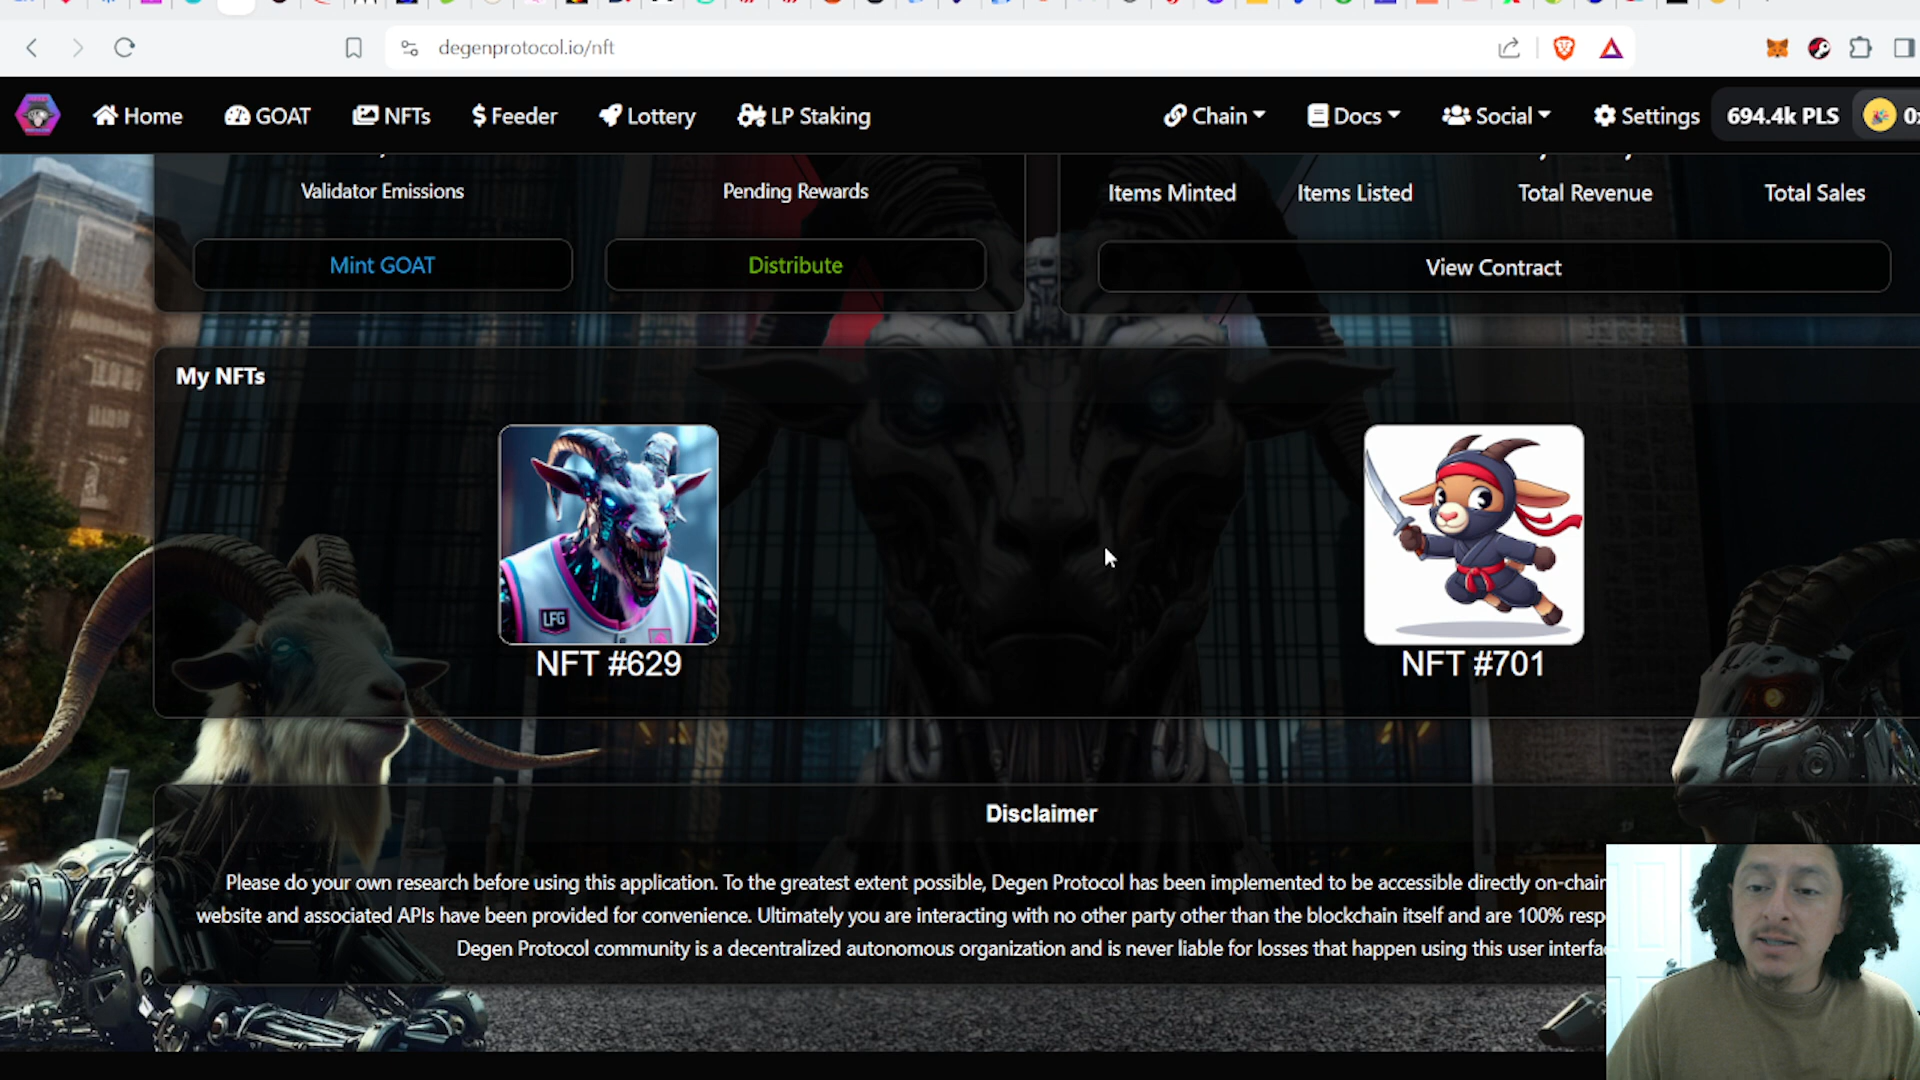 degenprotocol.io/nft
Home GOAT NFTs Feeder Lottery LP Staking Chain Docs Social Settings 694.4k PLS
Validator Emissions Pending Rewards Items Minted Items Listed Total Revenue Total Sales
Mint GOAT Distribute View Contract
My NFTs
LFG
NFT #629 NFT #701
Disclaimer
Please do your own research before using this application. To the greatest extent possible, Degen Protocol has been implemented to be accessible directly on-chain
website and associated APIs have been provided for convenience. Ultimately you are interacting with no other party other than the blockchain itself and are 100%
Degen Protocol community is a decentralized autonomous organization and is never liable for losses that happen using this user